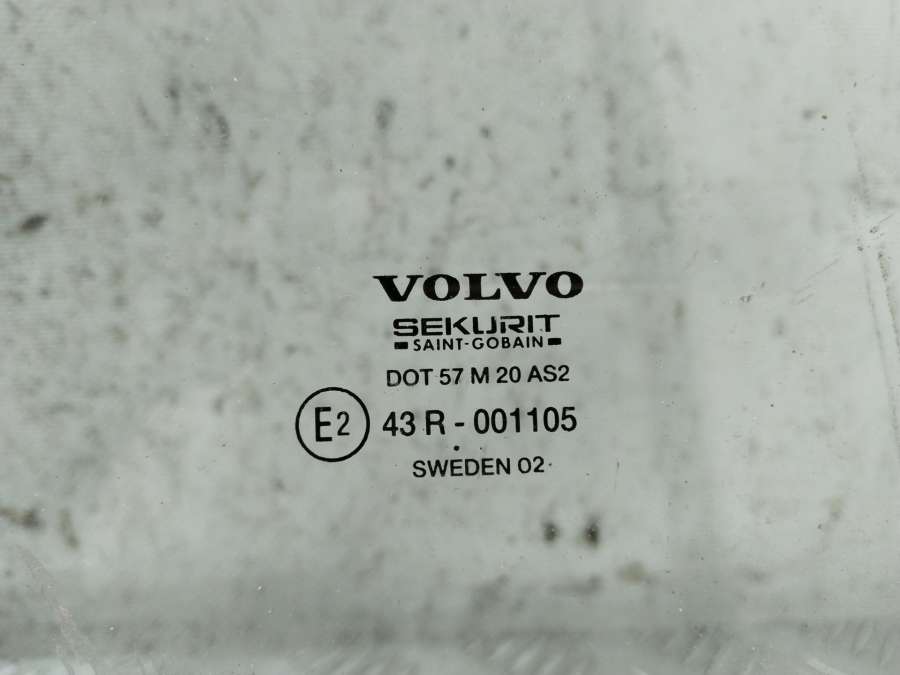 VOLVO
SEKURIT
SAINT-GOBAIN
DOT 57 M 20 AS2
E2 43 R - 001105
SWEDEN 02